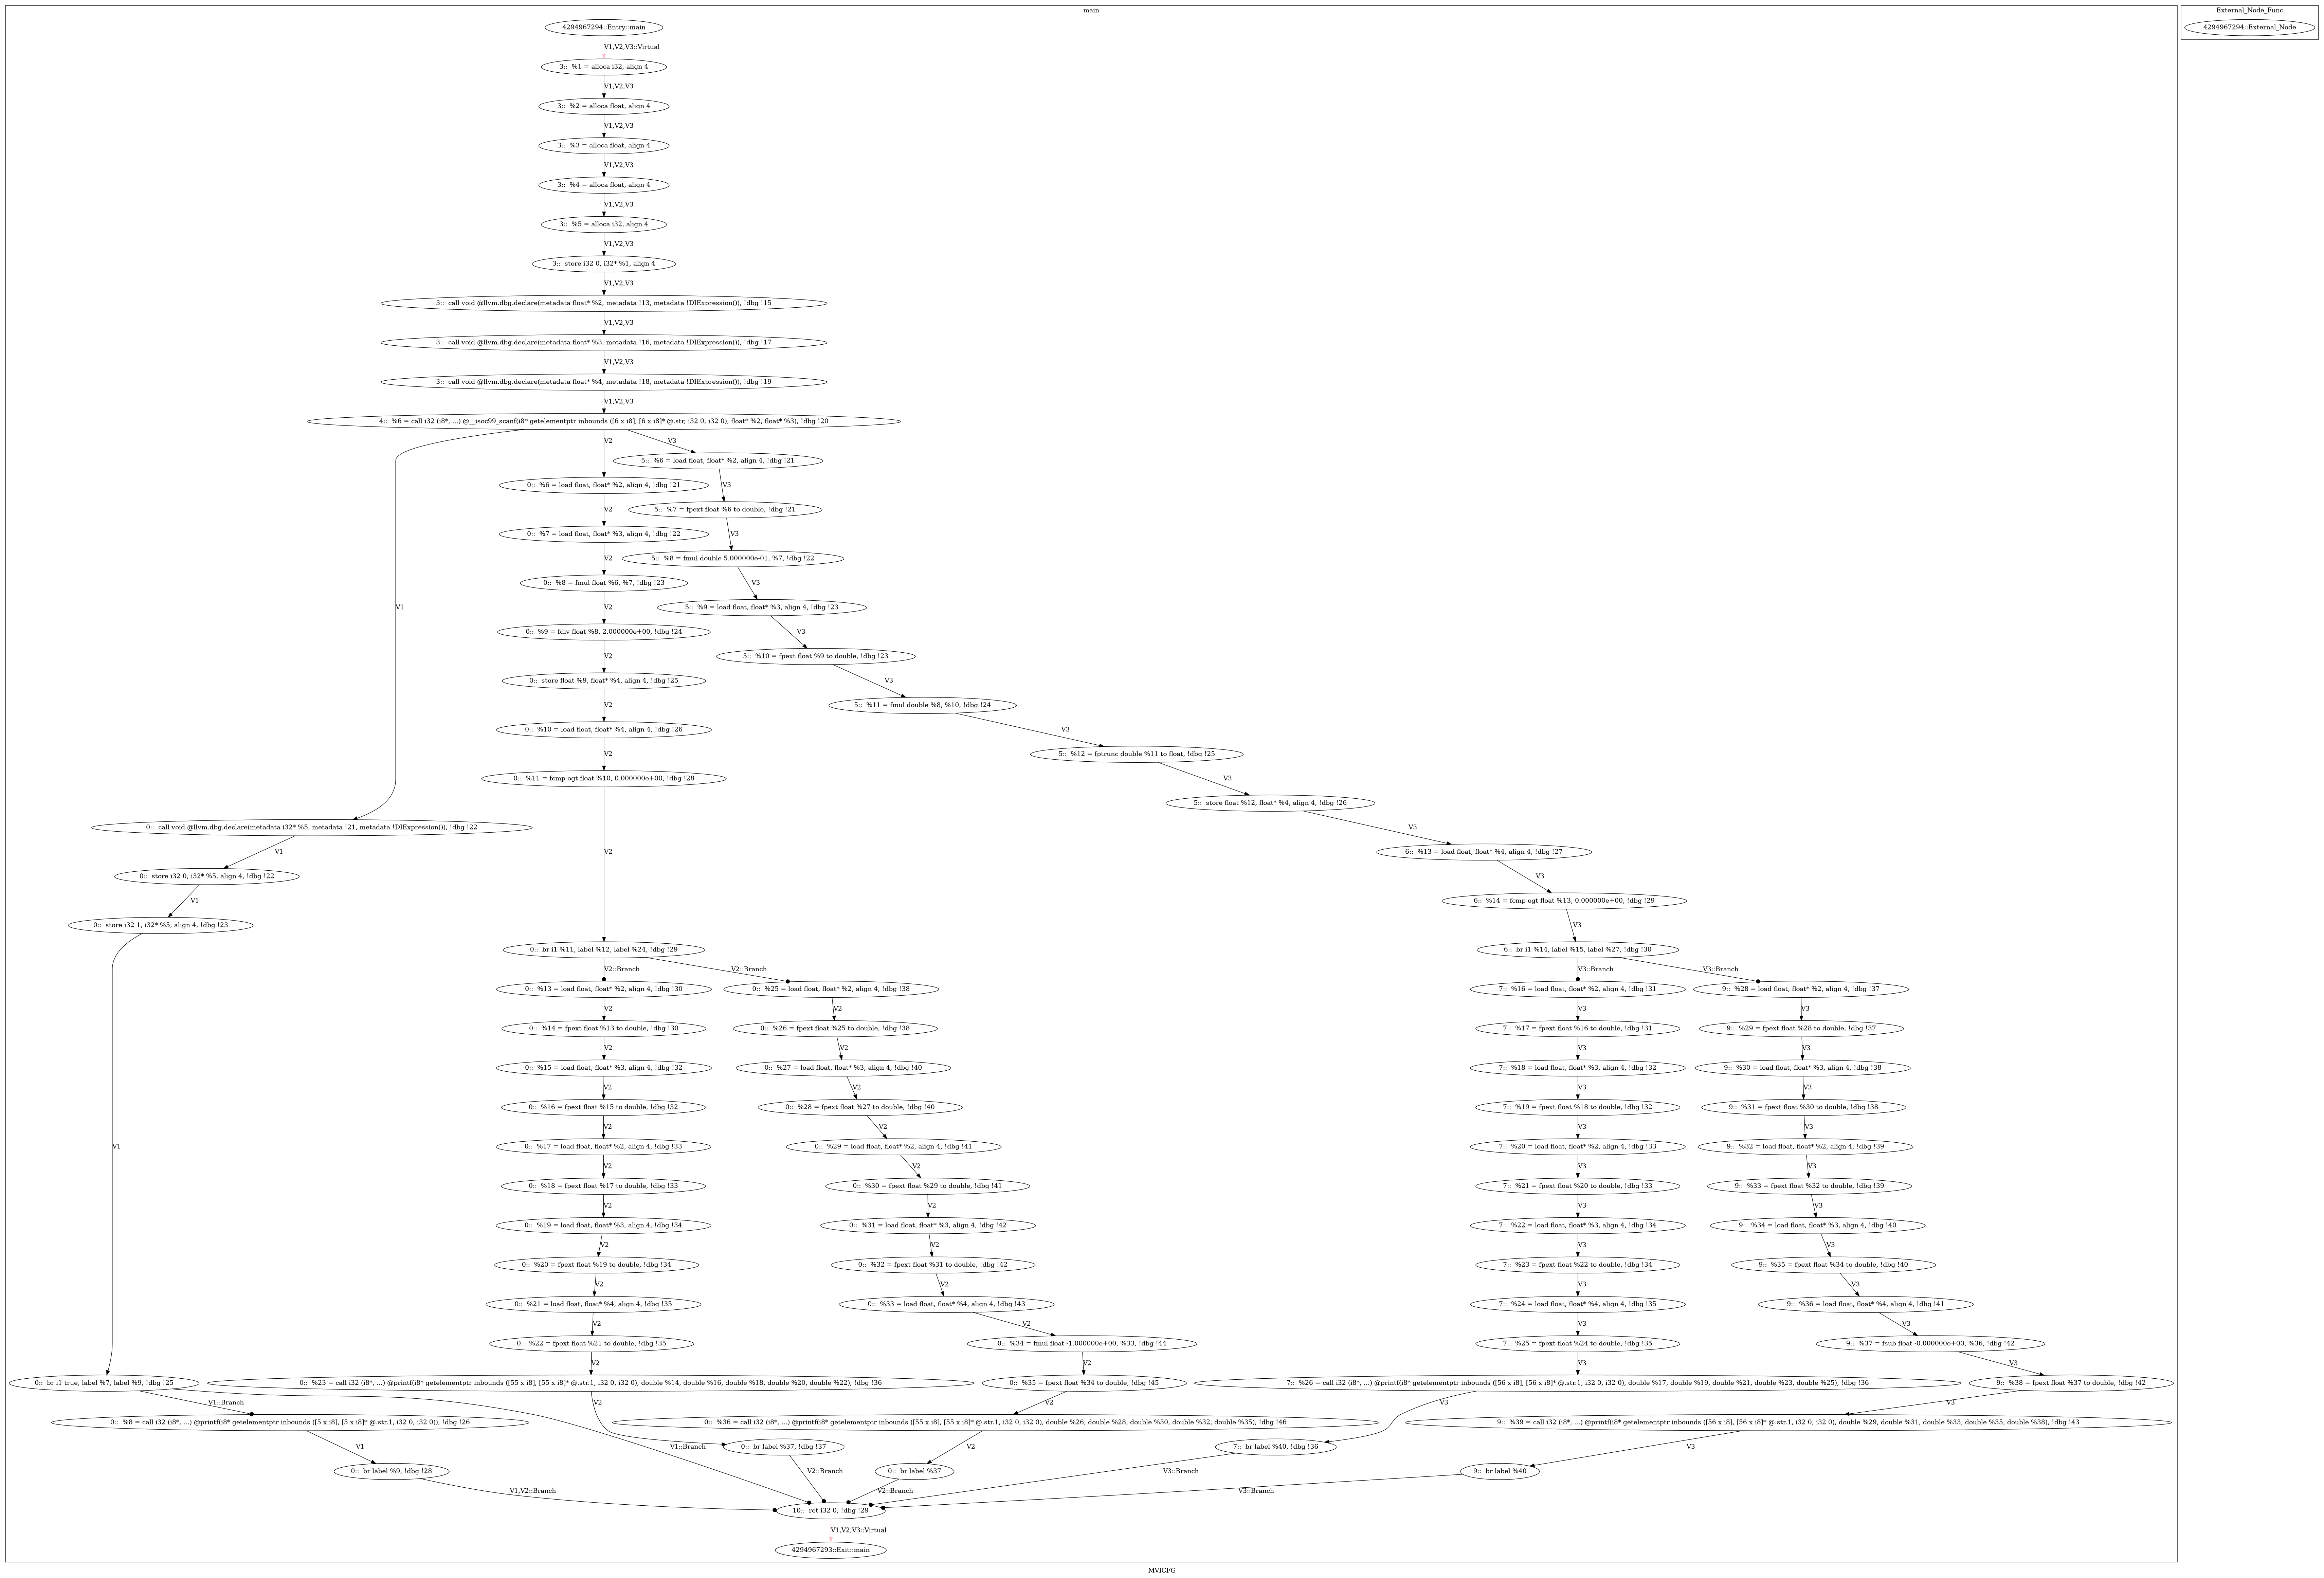 main
External_Node_Func
4294967294::Entry::main
4294967294::External_Node
V1,V2,V3::Virtual
3::  %1 = alloca i32, align 4
V1,V2,V3
3::  %2 = alloca float, align 4
V1,V2,V3
3::  %3 = alloca float, align 4
V1,V2,V3
3::  %4 = alloca float, align 4
V1,V2,V3
3::  %5 = alloca i32, align 4
V1,V2,V3
3::  store i32 0, i32* %1, align 4
V1,V2,V3
3::  call void @llvm.dbg.declare(metadata float* %2, metadata !13, metadata !DIExpression()), !dbg !15
V1,V2,V3
3::  call void @llvm.dbg.declare(metadata float* %3, metadata !16, metadata !DIExpression()), !dbg !17
V1,V2,V3
3::  call void @llvm.dbg.declare(metadata float* %4, metadata !18, metadata !DIExpression()), !dbg !19
V1,V2,V3
4::  %6 = call i32 (i8*, ...) @__isoc99_scanf(i8* getelementptr inbounds ([6 x i8], [6 x i8]* @.str, i32 0, i32 0), float* %2, float* %3), !dbg !20
V1
0::  call void @llvm.dbg.declare(metadata i32* %5, metadata !21, metadata !DIExpression()), !dbg !22
V1
0::  store i32 0, i32* %5, align 4, !dbg !22
V1
0::  store i32 1, i32* %5, align 4, !dbg !23
V1
0::  br i1 true, label %7, label %9, !dbg !25
V1::Branch
V1::Branch
0::  %8 = call i32 (i8*, ...) @printf(i8* getelementptr inbounds ([5 x i8], [5 x i8]* @.str.1, i32 0, i32 0)), !dbg !26
V1
0::  br label %9, !dbg !28
V1,V2::Branch
V2
0::  %6 = load float, float* %2, align 4, !dbg !21
V2
0::  %7 = load float, float* %3, align 4, !dbg !22
V2
0::  %8 = fmul float %6, %7, !dbg !23
V2
0::  %9 = fdiv float %8, 2.000000e+00, !dbg !24
V2
0::  store float %9, float* %4, align 4, !dbg !25
V2
0::  %10 = load float, float* %4, align 4, !dbg !26
V2
0::  %11 = fcmp ogt float %10, 0.000000e+00, !dbg !28
V2
0::  br i1 %11, label %12, label %24, !dbg !29
V2::Branch
V2::Branch
0::  %13 = load float, float* %2, align 4, !dbg !30
V2
0::  %14 = fpext float %13 to double, !dbg !30
V2
0::  %15 = load float, float* %3, align 4, !dbg !32
V2
0::  %16 = fpext float %15 to double, !dbg !32
V2
0::  %17 = load float, float* %2, align 4, !dbg !33
V2
0::  %18 = fpext float %17 to double, !dbg !33
V2
0::  %19 = load float, float* %3, align 4, !dbg !34
V2
0::  %20 = fpext float %19 to double, !dbg !34
V2
0::  %21 = load float, float* %4, align 4, !dbg !35
V2
0::  %22 = fpext float %21 to double, !dbg !35
V2
0::  %23 = call i32 (i8*, ...) @printf(i8* getelementptr inbounds ([55 x i8], [55 x i8]* @.str.1, i32 0, i32 0), double %14, double %16, double %18, double %20, double %22), !dbg !36
V2
0::  br label %37, !dbg !37
V2::Branch
0::  %25 = load float, float* %2, align 4, !dbg !38
V2
0::  %26 = fpext float %25 to double, !dbg !38
V2
0::  %27 = load float, float* %3, align 4, !dbg !40
V2
0::  %28 = fpext float %27 to double, !dbg !40
V2
0::  %29 = load float, float* %2, align 4, !dbg !41
V2
0::  %30 = fpext float %29 to double, !dbg !41
V2
0::  %31 = load float, float* %3, align 4, !dbg !42
V2
0::  %32 = fpext float %31 to double, !dbg !42
V2
0::  %33 = load float, float* %4, align 4, !dbg !43
V2
0::  %34 = fmul float -1.000000e+00, %33, !dbg !44
V2
0::  %35 = fpext float %34 to double, !dbg !45
V2
0::  %36 = call i32 (i8*, ...) @printf(i8* getelementptr inbounds ([55 x i8], [55 x i8]* @.str.1, i32 0, i32 0), double %26, double %28, double %30, double %32, double %35), !dbg !46
V2
0::  br label %37
V2::Branch
V3
5::  %6 = load float, float* %2, align 4, !dbg !21
V3
5::  %7 = fpext float %6 to double, !dbg !21
V3
5::  %8 = fmul double 5.000000e-01, %7, !dbg !22
V3
5::  %9 = load float, float* %3, align 4, !dbg !23
V3
5::  %10 = fpext float %9 to double, !dbg !23
V3
5::  %11 = fmul double %8, %10, !dbg !24
V3
5::  %12 = fptrunc double %11 to float, !dbg !25
V3
5::  store float %12, float* %4, align 4, !dbg !26
V3
6::  %13 = load float, float* %4, align 4, !dbg !27
V3
6::  %14 = fcmp ogt float %13, 0.000000e+00, !dbg !29
V3
6::  br i1 %14, label %15, label %27, !dbg !30
V3::Branch
V3::Branch
7::  %16 = load float, float* %2, align 4, !dbg !31
V3
7::  %17 = fpext float %16 to double, !dbg !31
V3
7::  %18 = load float, float* %3, align 4, !dbg !32
V3
7::  %19 = fpext float %18 to double, !dbg !32
V3
7::  %20 = load float, float* %2, align 4, !dbg !33
V3
7::  %21 = fpext float %20 to double, !dbg !33
V3
7::  %22 = load float, float* %3, align 4, !dbg !34
V3
7::  %23 = fpext float %22 to double, !dbg !34
V3
7::  %24 = load float, float* %4, align 4, !dbg !35
V3
7::  %25 = fpext float %24 to double, !dbg !35
V3
7::  %26 = call i32 (i8*, ...) @printf(i8* getelementptr inbounds ([56 x i8], [56 x i8]* @.str.1, i32 0, i32 0), double %17, double %19, double %21, double %23, double %25), !dbg !36
V3
7::  br label %40, !dbg !36
V3::Branch
9::  %28 = load float, float* %2, align 4, !dbg !37
V3
9::  %29 = fpext float %28 to double, !dbg !37
V3
9::  %30 = load float, float* %3, align 4, !dbg !38
V3
9::  %31 = fpext float %30 to double, !dbg !38
V3
9::  %32 = load float, float* %2, align 4, !dbg !39
V3
9::  %33 = fpext float %32 to double, !dbg !39
V3
9::  %34 = load float, float* %3, align 4, !dbg !40
V3
9::  %35 = fpext float %34 to double, !dbg !40
V3
9::  %36 = load float, float* %4, align 4, !dbg !41
V3
9::  %37 = fsub float -0.000000e+00, %36, !dbg !42
V3
9::  %38 = fpext float %37 to double, !dbg !42
V3
9::  %39 = call i32 (i8*, ...) @printf(i8* getelementptr inbounds ([56 x i8], [56 x i8]* @.str.1, i32 0, i32 0), double %29, double %31, double %33, double %35, double %38), !dbg !43
V3
9::  br label %40
V3::Branch
10::  ret i32 0, !dbg !29
V1,V2,V3::Virtual
4294967293::Exit::main
MVICFG